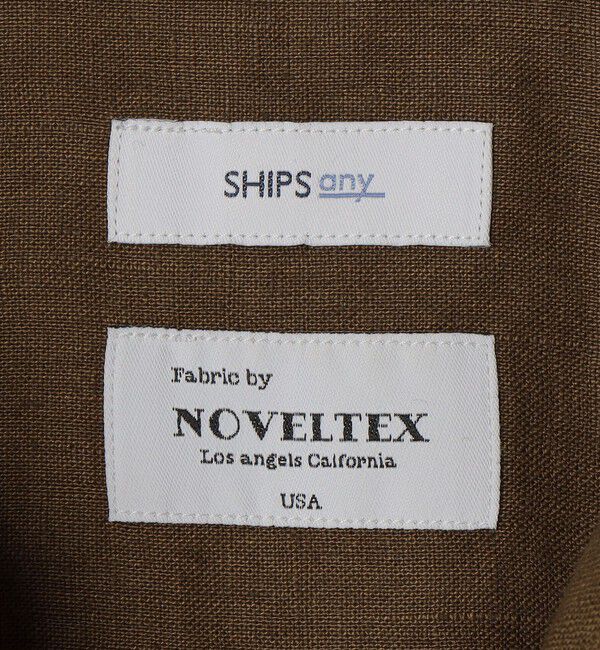 SHIPS any
Fabric by
NOVELTEX
Los angels Calfornia
USA